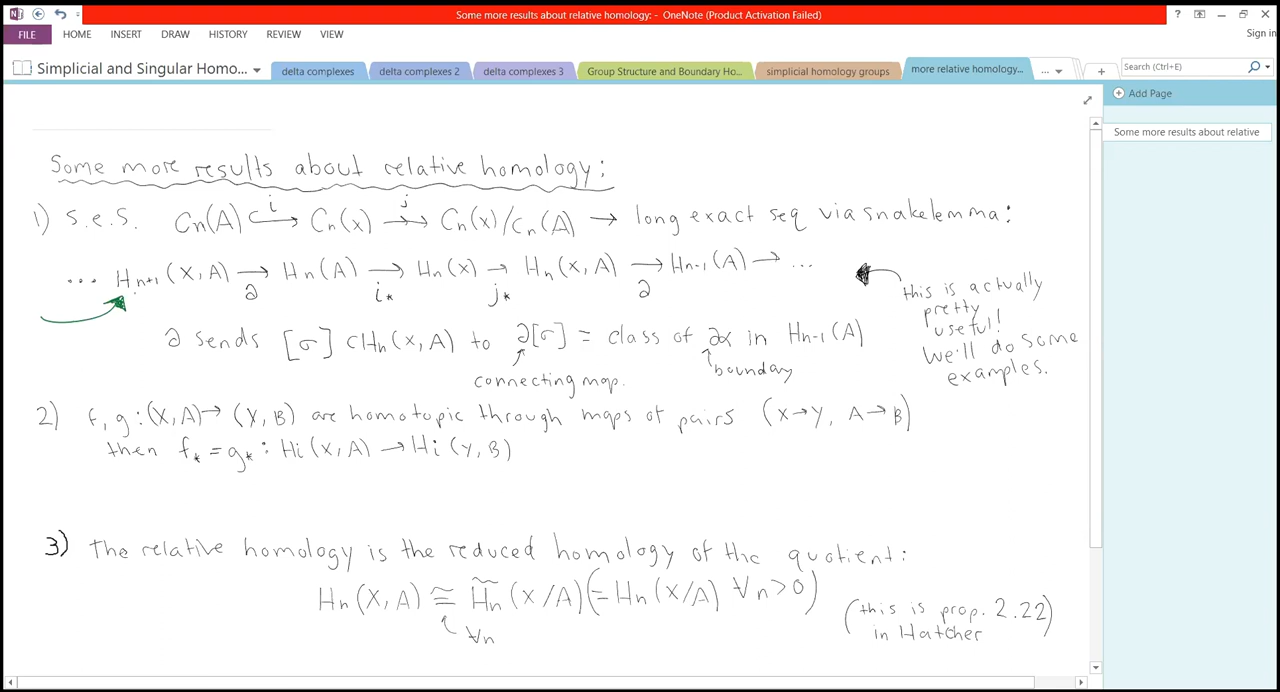 Some more results about relative homology: - OneNote (Product Activation Failed)
FILE HOME INSERT DRAW HISTORY REVIEW VIEW
Sign in
Simplicial and Singular Homo... delta complexes delta complexes 2 delta complexes 3 Group Structure and Boundary Ho... simplicial homology groups more relative homology... ... Search (Ctrl+E)
Add Page
Some more results about relative
Some more results about relative homology:
1) S.e.s. Cn(A) ↪ Cn(x) → Cn(x)/Cn(A) → long exact seq via snake lemma:
i j
... Hn+1(X,A) → Hn(A) → Hn(x) → Hn(X,A) → Hn-1(A) → ...
∂ i* j* ∂
this is actually
pretty
useful!
We'll do some
examples.
∂ sends [σ] ⊂ Hn(X,A) to ∂[σ] = class of ∂α in Hn-1(A)
connecting map.
boundary
2) f,g:(X,A)→(Y,B) are homotopic through maps of pairs (X→Y, A→B)
then f* = g* : Hi(X,A) → Hi(Y,B)
3) The relative homology is the reduced homology of the quotient:
Hn(X,A) ≅ H̃n(X/A) (= Hn(X/A) ∀n>0)
∀n
(this is prop. 2.22
in Hatcher)